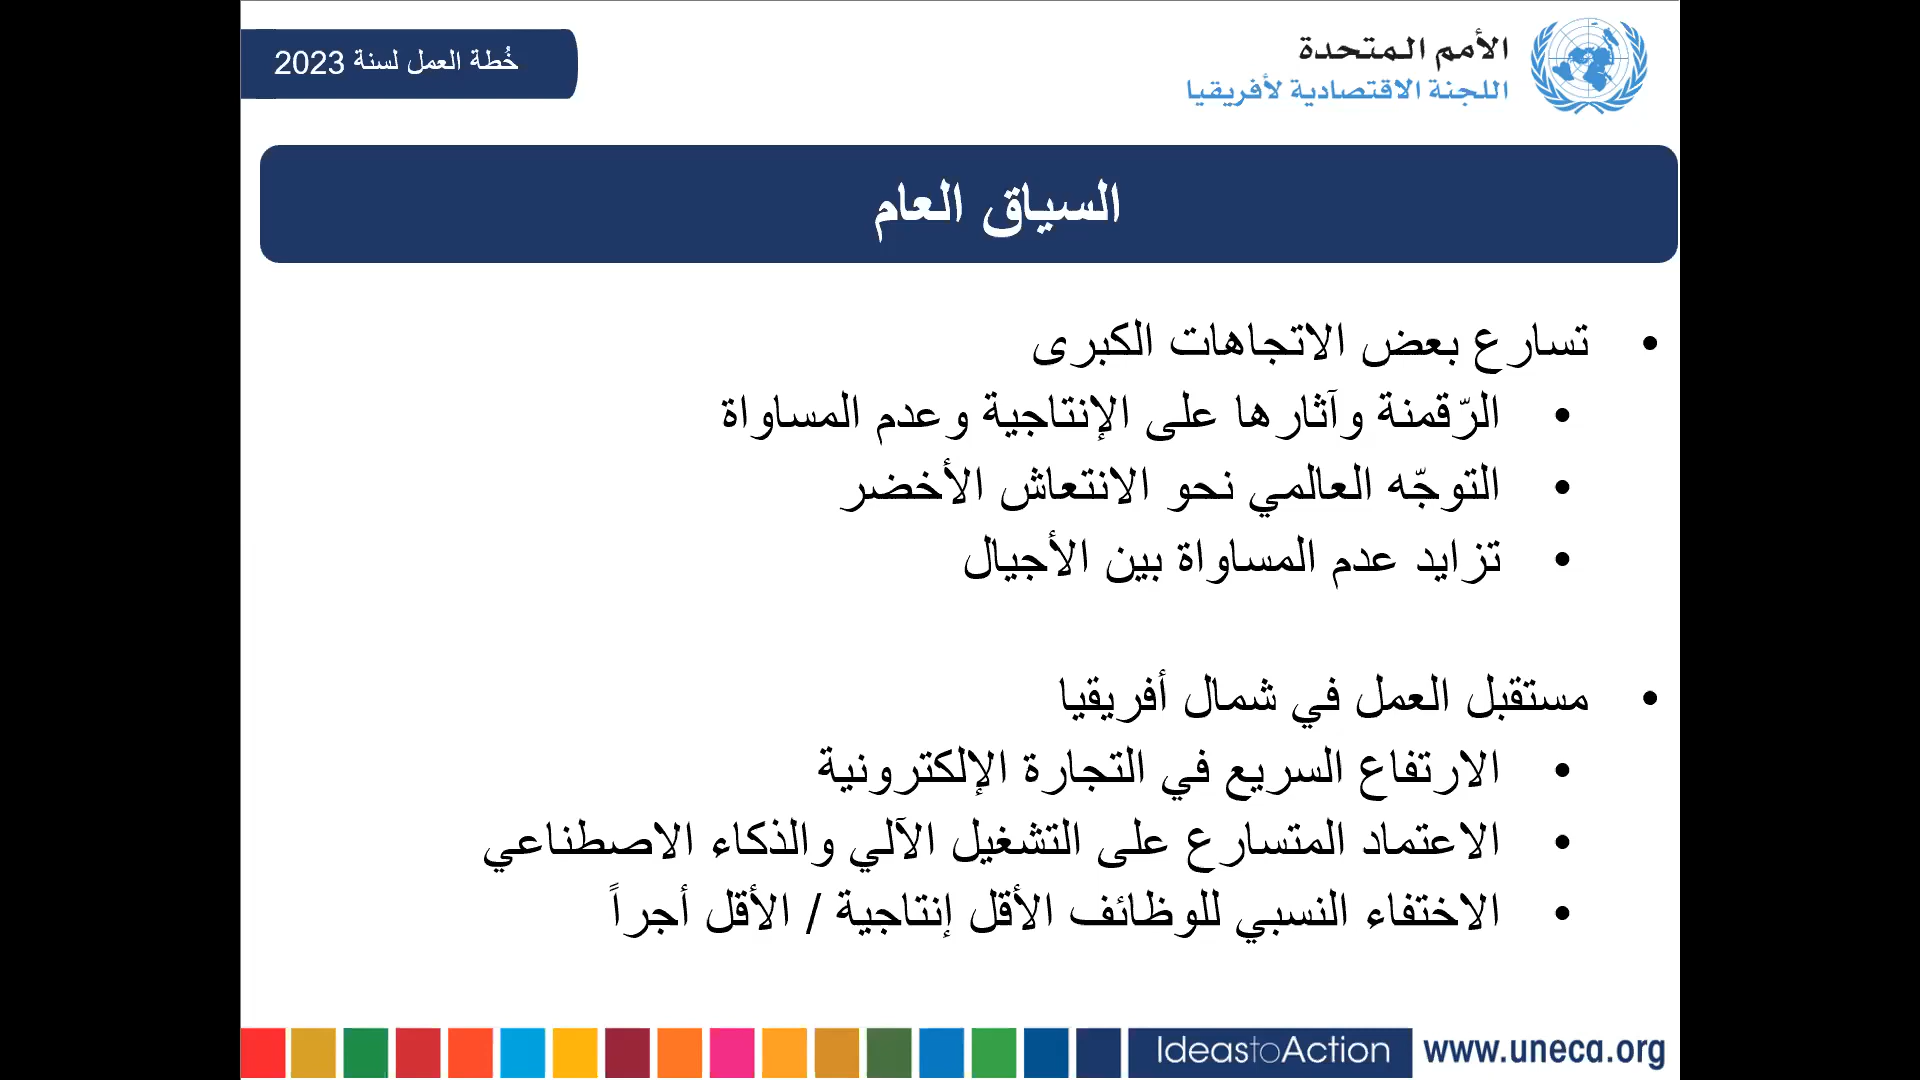 الأمم المتحدة
اللجنة الاقتصادية لأفريقيا
خُطة العمل لسنة 2023
السياق العام
• تسارع بعض الاتجاهات الكبرى
• الرّقمنة وآثارها على الإنتاجية وعدم المساواة
• التوجّه العالمي نحو الانتعاش الأخضر
• تزايد عدم المساواة بين الأجيال
• مستقبل العمل في شمال أفريقيا
• الارتفاع السريع في التجارة الإلكترونية
• الاعتماد المتسارع على التشغيل الآلي والذكاء الاصطناعي
• الاختفاء النسبي للوظائف الأقل إنتاجية / الأقل أجراً
IdeastoAction www.uneca.org